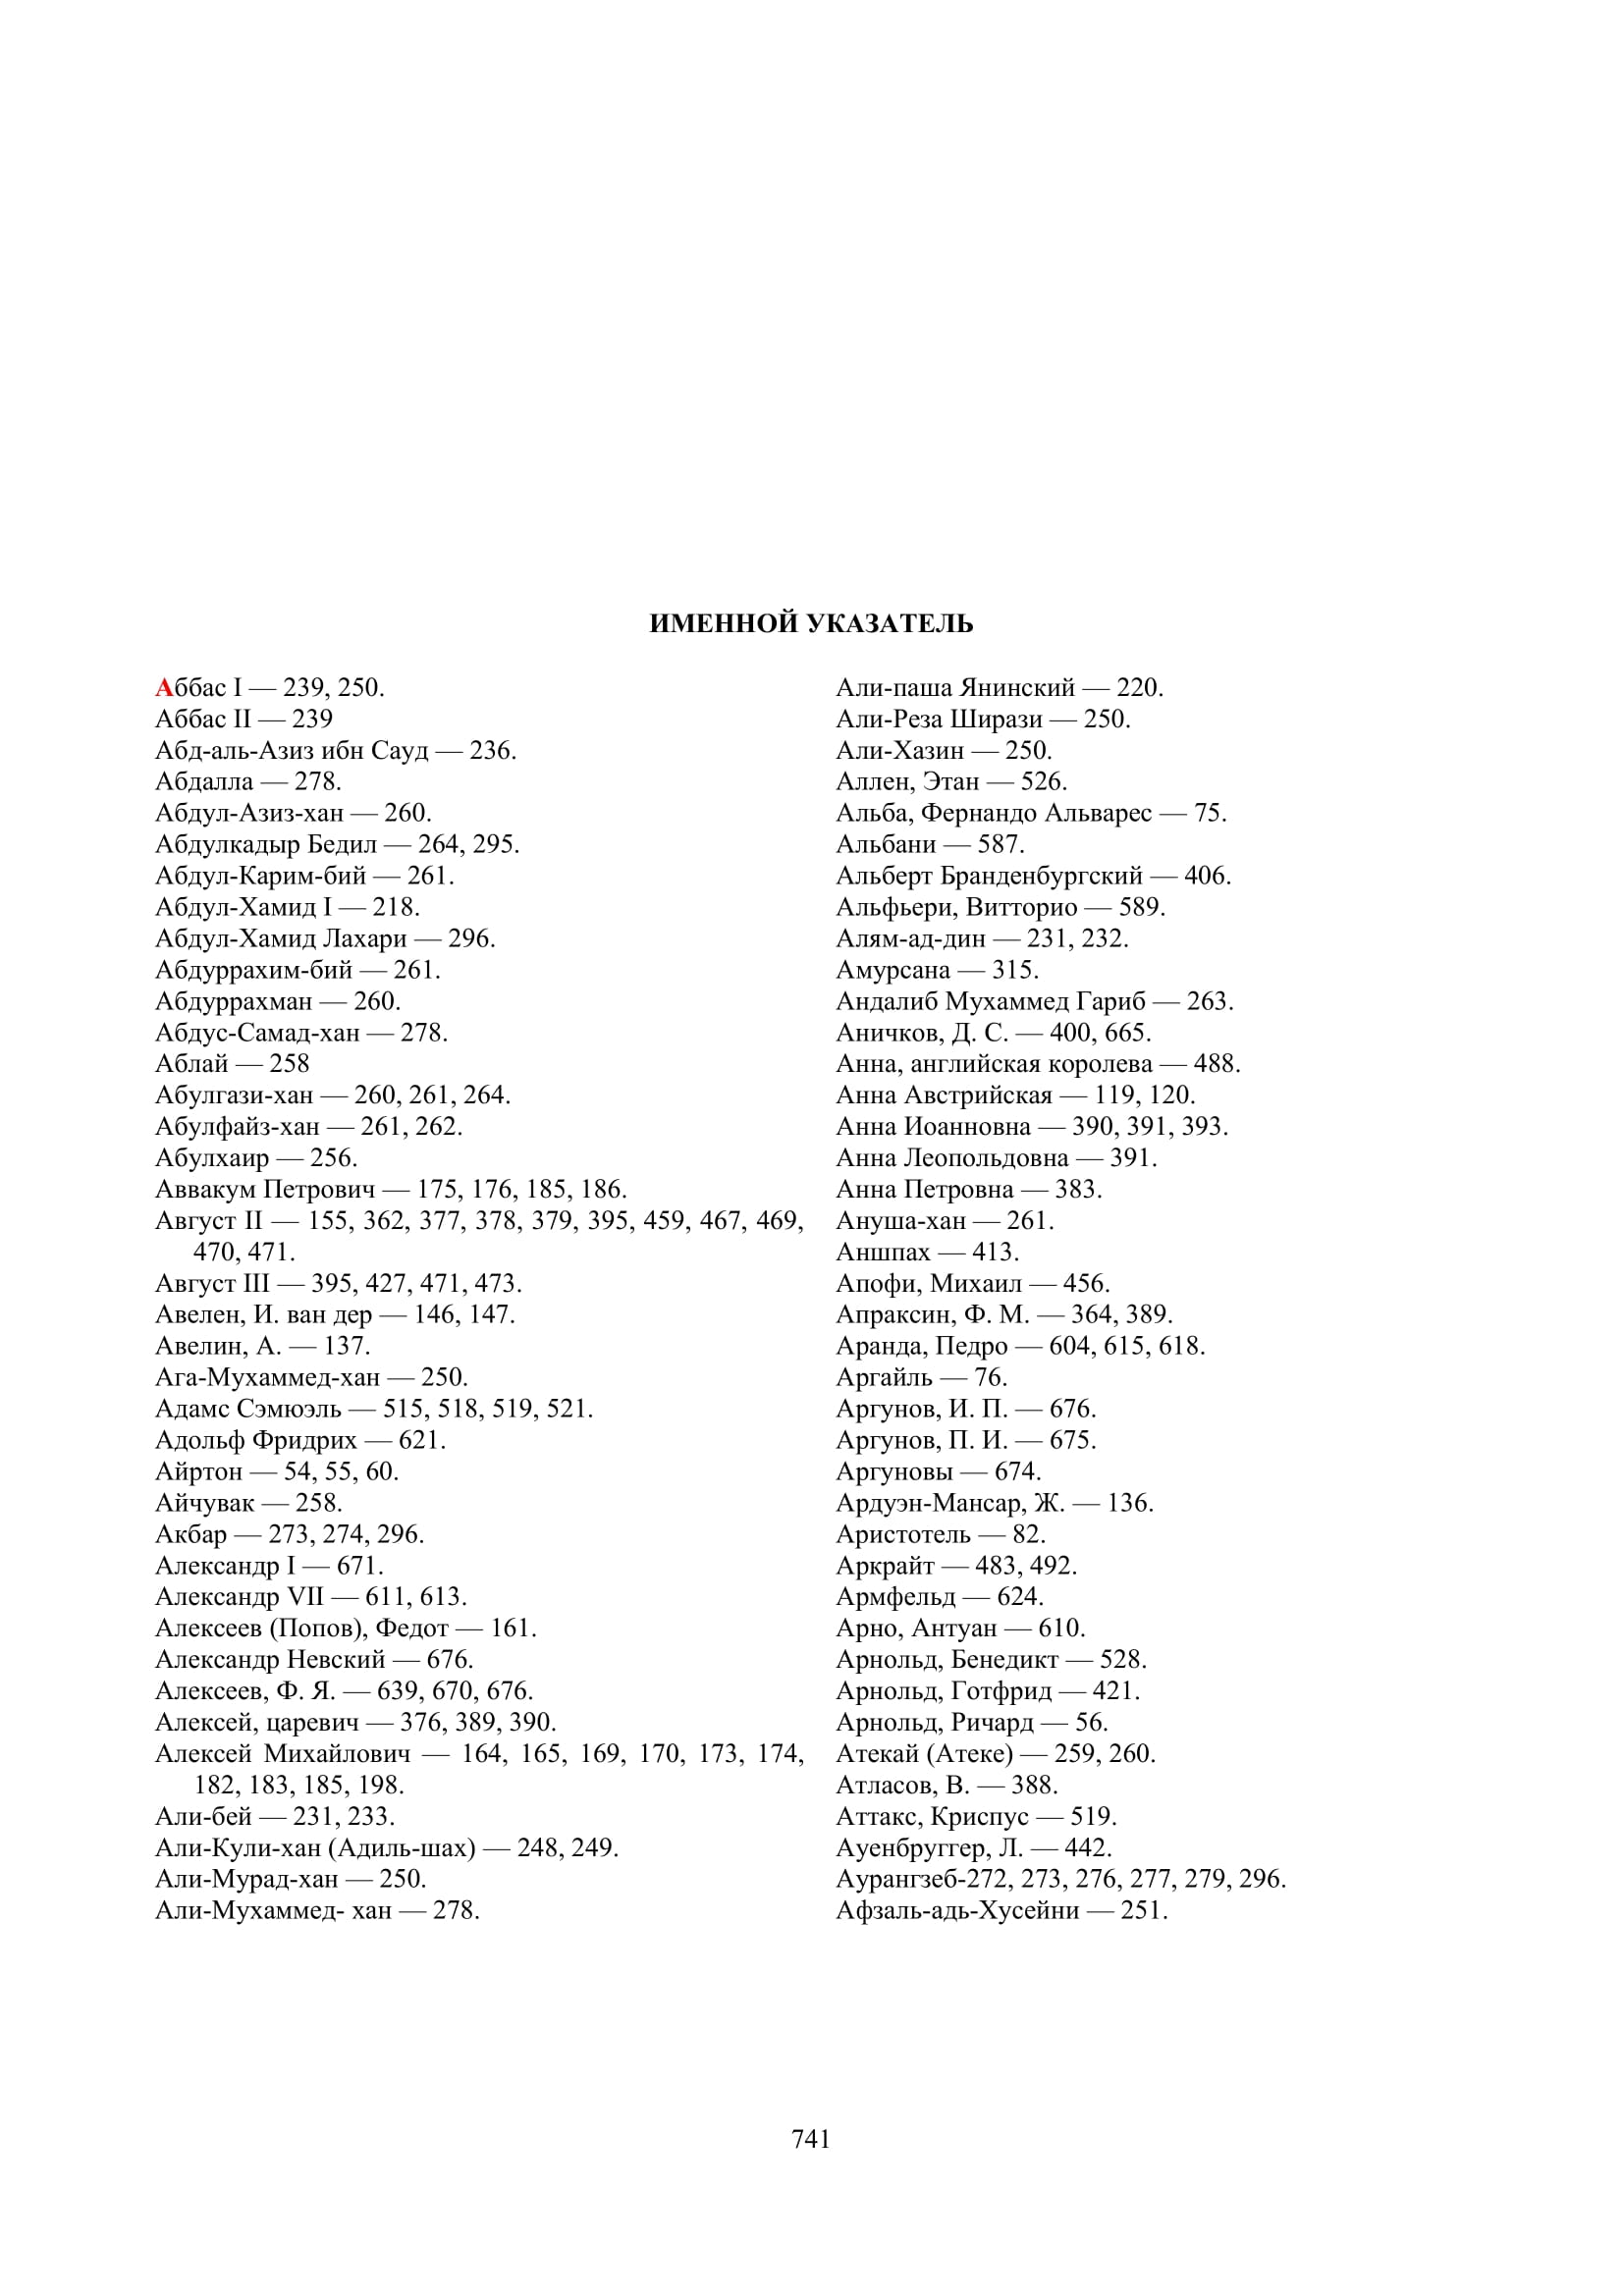 ИМЕННОЙ УКАЗАТЕЛЬ
Аббас I — 239, 250.
Аббас II — 239
Абд-аль-Азиз ибн Сауд — 236.
Абдалла — 278.
Абдул-Азиз-хан — 260.
Абдулкадыр Бедил — 264, 295.
Абдул-Карим-бий — 261.
Абдул-Хамид I — 218.
Абдул-Хамид Лахари — 296.
Абдуррахим-бий — 261.
Абдуррахман — 260.
Абдус-Самад-хан — 278.
Аблай — 258
Абулгази-хан — 260, 261, 264.
Абулфайз-хан — 261, 262.
Абулхаир — 256.
Аввакум Петрович — 175, 176, 185, 186.
Август II — 155, 362, 377, 378, 379, 395, 459, 467, 469,
470, 471.
Август III — 395, 427, 471, 473.
Авелен, И. ван дер — 146, 147.
Авелин, А. — 137.
Ага-Мухаммед-хан — 250.
Адамс Сэмюэль — 515, 518, 519, 521.
Адольф Фридрих — 621.
Айртон — 54, 55, 60.
Айчувак — 258.
Акбар — 273, 274, 296.
Александр I — 671.
Александр VII — 611, 613.
Алексеев (Попов), Федот — 161.
Александр Невский — 676.
Алексеев, Ф. Я. — 639, 670, 676.
Алексей, царевич — 376, 389, 390.
Алексей Михайлович — 164, 165, 169, 170, 173, 174,
182, 183, 185, 198.
Али-бей — 231, 233.
Али-Кули-хан (Адиль-шах) — 248, 249.
Али-Мурад-хан — 250.
Али-Мухаммед- хан — 278.
Али-паша Янинский — 220.
Али-Реза Ширази — 250.
Али-Хазин — 250.
Аллен, Этан — 526.
Альба, Фернандо Альварес — 75.
Альбани — 587.
Альберт Бранденбургский — 406.
Альфьери, Витторио — 589.
Алям-ад-дин — 231, 232.
Амурсана — 315.
Андалиб Мухаммед Гариб — 263.
Аничков, Д. С. — 400, 665.
Анна, английская королева — 488.
Анна Австрийская — 119, 120.
Анна Иоанновна — 390, 391, 393.
Анна Леопольдовна — 391.
Анна Петровна — 383.
Ануша-хан — 261.
Аншпах — 413.
Апофи, Михаил — 456.
Апраксин, Ф. М. — 364, 389.
Аранда, Педро — 604, 615, 618.
Аргайль — 76.
Аргунов, И. П. — 676.
Аргунов, П. И. — 675.
Аргуновы — 674.
Ардуэн-Мансар, Ж. — 136.
Аристотель — 82.
Аркрайт — 483, 492.
Армфельд — 624.
Арно, Антуан — 610.
Арнольд, Бенедикт — 528.
Арнольд, Готфрид — 421.
Арнольд, Ричард — 56.
Атекай (Атеке) — 259, 260.
Атласов, В. — 388.
Аттакс, Криспус — 519.
Ауенбруггер, Л. — 442.
Аурангзеб-272, 273, 276, 277, 279, 296.
Афзаль-адь-Хусейни — 251.
741